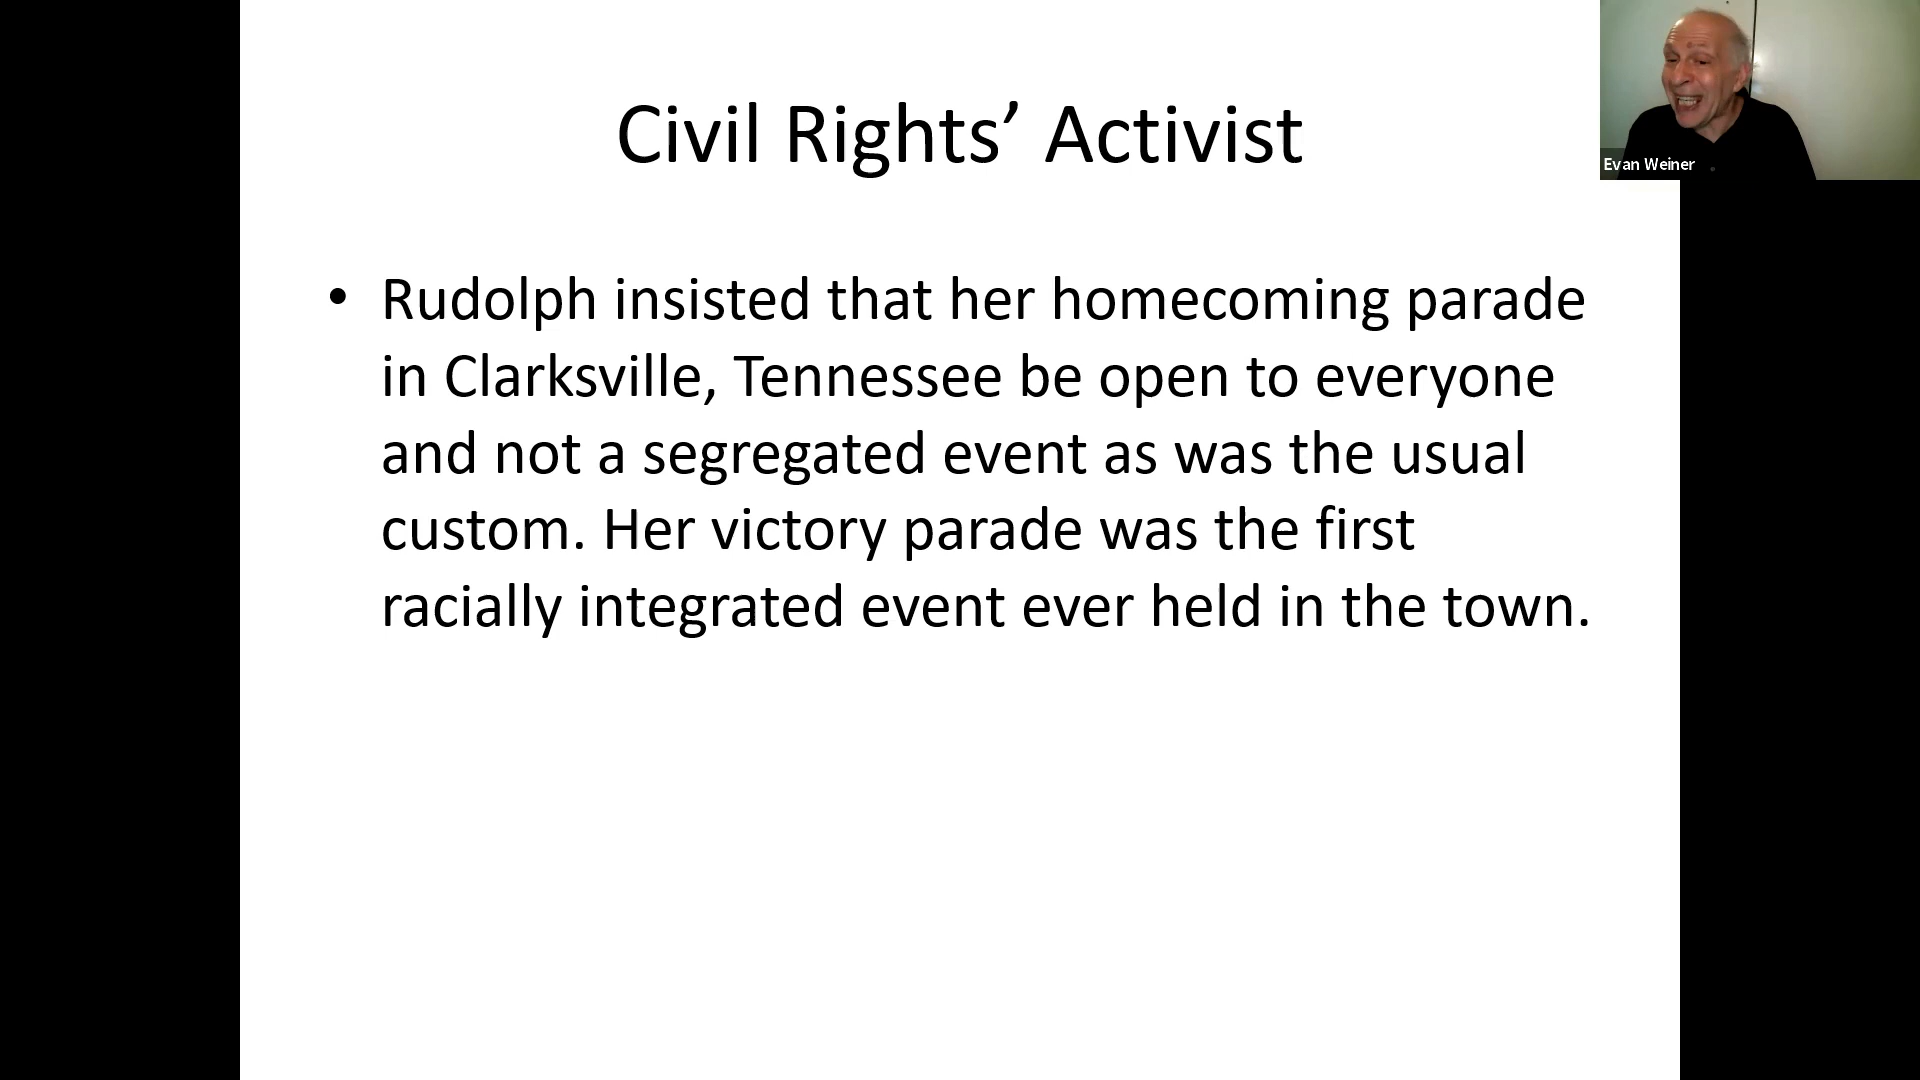 Civil Rights’ Activist
• Rudolph insisted that her homecoming parade
in Clarksville, Tennessee be open to everyone
and not a segregated event as was the usual
custom. Her victory parade was the first
racially integrated event ever held in the town.
Evan Weiner